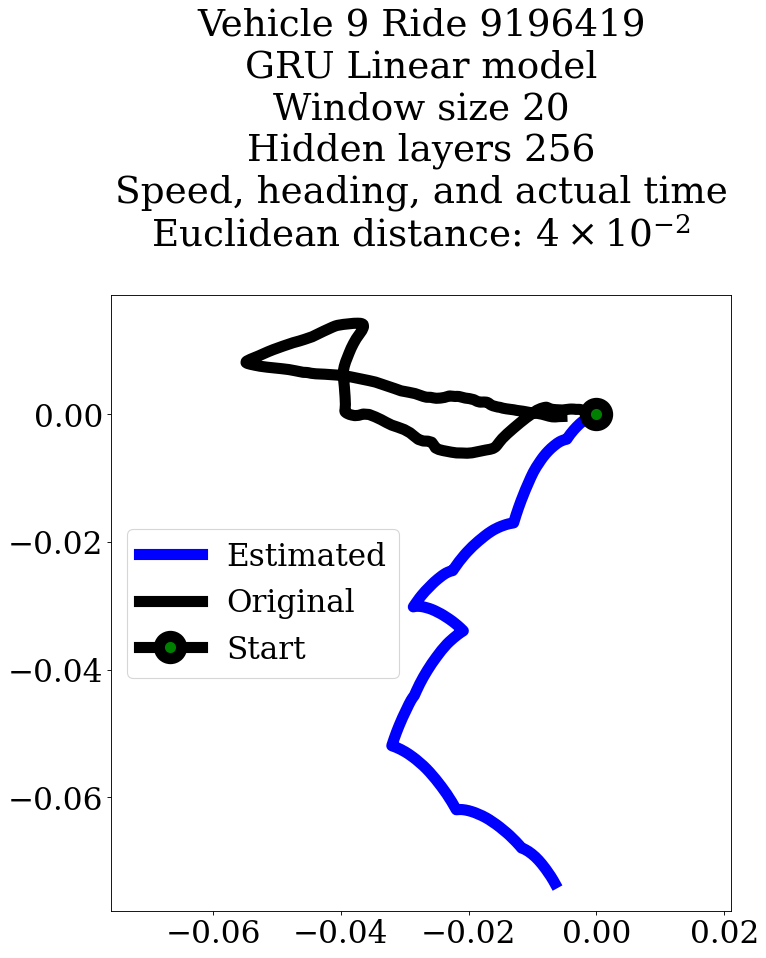 Vehicle 9 Ride 9196419
GRU Linear model
Window size 20
Hidden layers 256
Speed, heading, and actual time
Euclidean distance: 4 × 10⁻²
0.00
−0.02
−0.04
−0.06
Estimated
Original
Start
−0.06 −0.04 −0.02 0.00 0.02